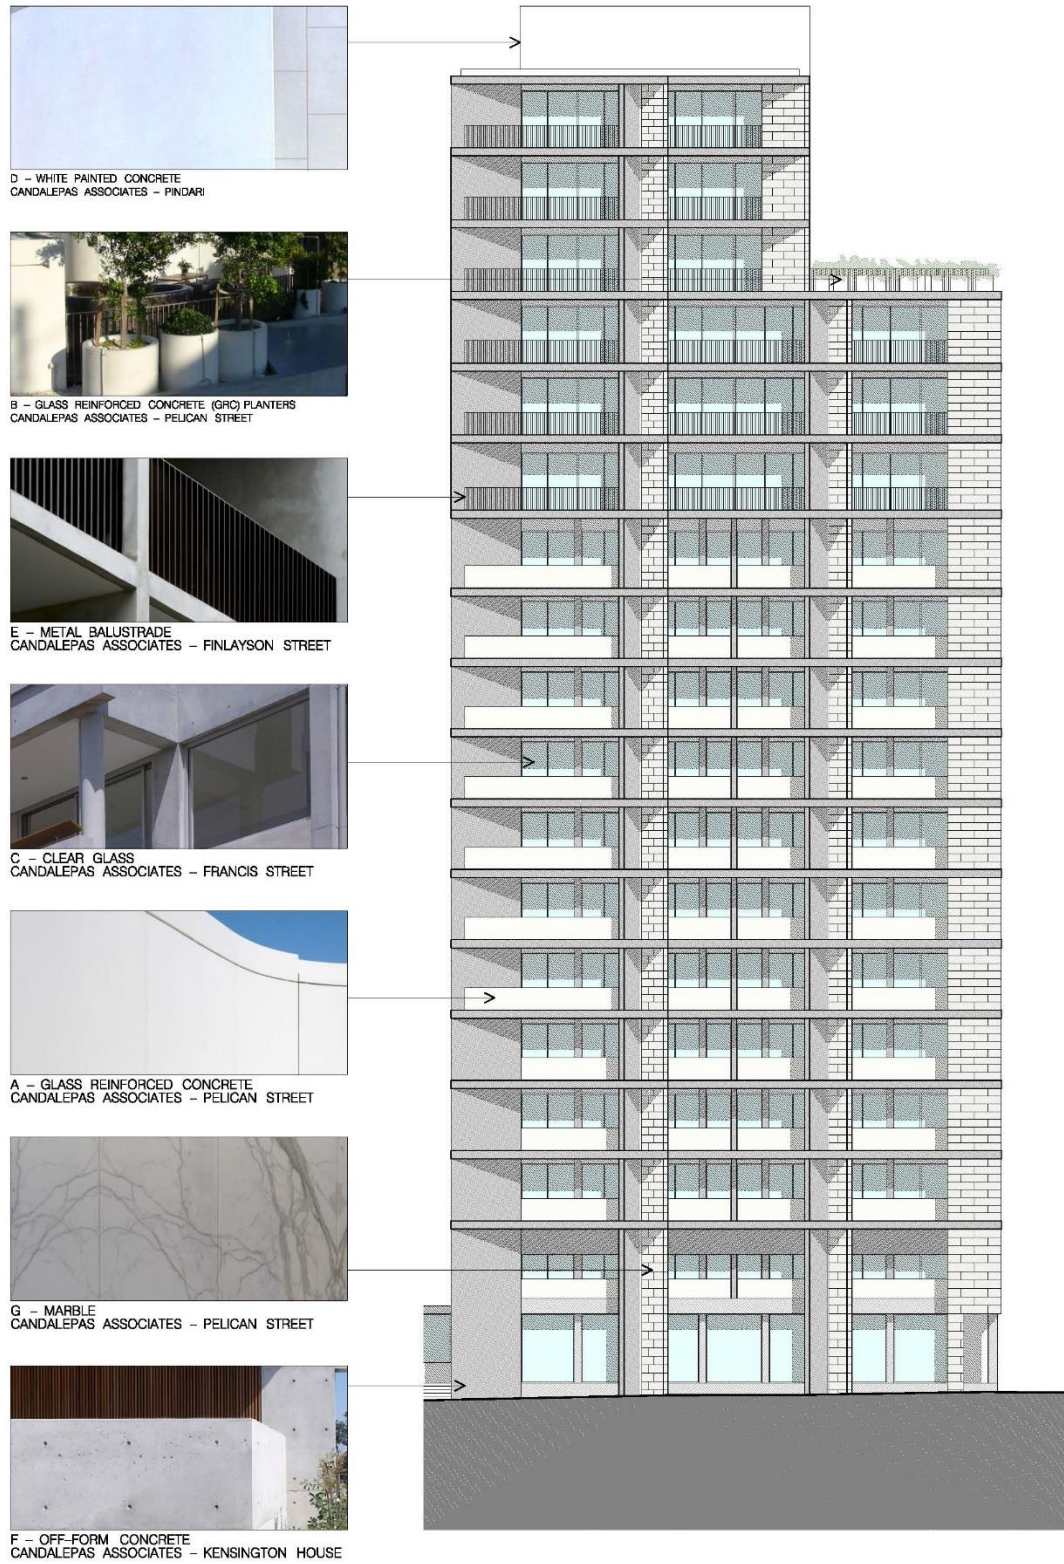 D – WHITE PAINTED CONCRETE
CANDALEPAS ASSOCIATES – PINDARI
B – GLASS REINFORCED CONCRETE (GRC) PLANTERS
CANDALEPAS ASSOCIATES – PELICAN STREET
E – METAL BALUSTRADE
CANDALEPAS ASSOCIATES – FINLAYSON STREET
C – CLEAR GLASS
CANDALEPAS ASSOCIATES – FRANCIS STREET
A – GLASS REINFORCED CONCRETE
CANDALEPAS ASSOCIATES – PELICAN STREET
G – MARBLE
CANDALEPAS ASSOCIATES – PELICAN STREET
F – OFF-FORM CONCRETE
CANDALEPAS ASSOCIATES – KENSINGTON HOUSE